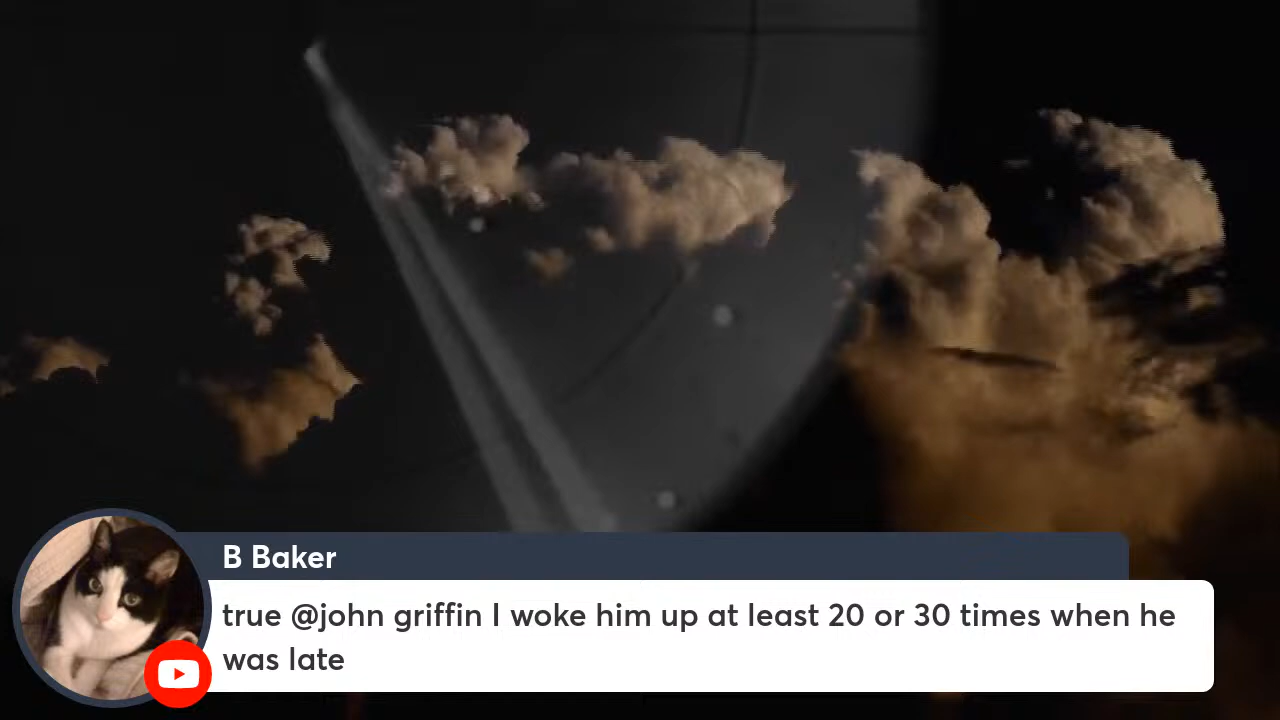 B Baker
true @john griffin I woke him up at least 20 or 30 times when he
was late